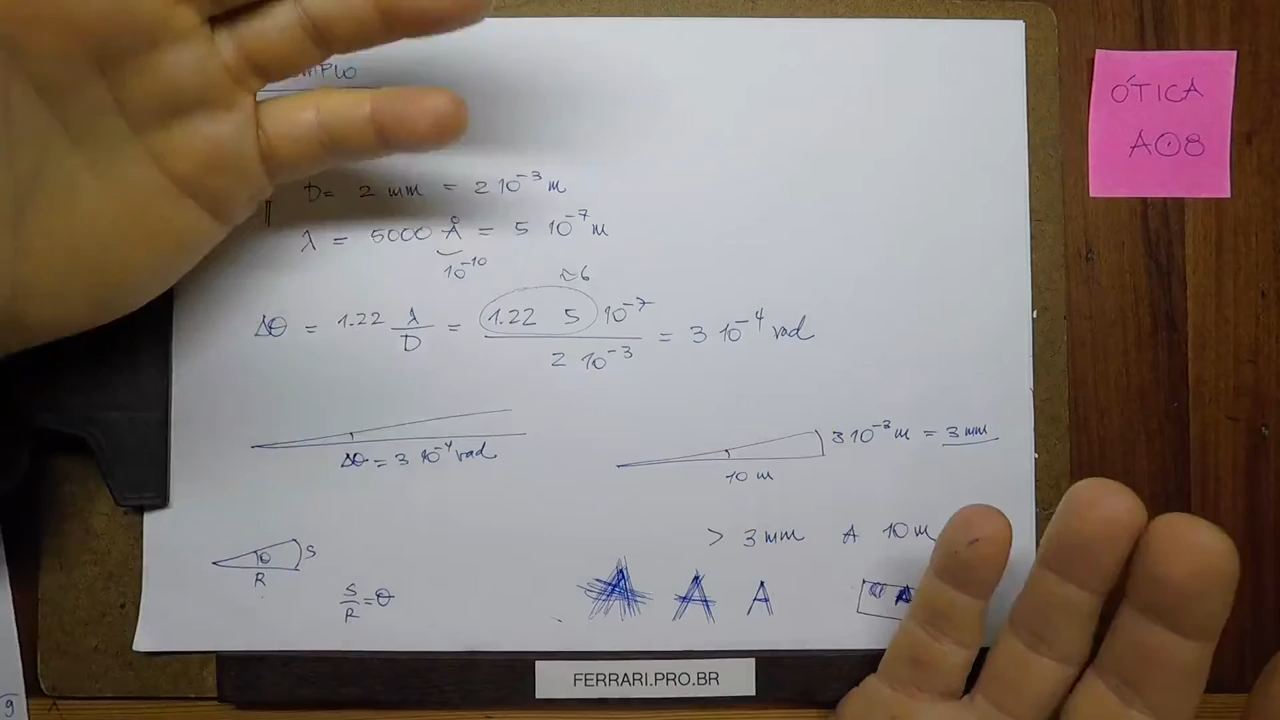 ÓTICA
A08
D = 2 mm = 2 10⁻³ m
λ = 5000 Å = 5 10⁻⁷ m
10⁻¹⁰
≈6
Δθ = 1.22 λ/D = 1.22 5 10⁻⁷ / 2 10⁻³ = 3 10⁻⁴ rad
Δθ = 3 10⁻⁴ rad
3 10⁻³ m = 3 mm
10 m
> 3 mm A 10 m
θ S
R
S/R = θ
A A A
A
FERRARI.PRO.BR
9